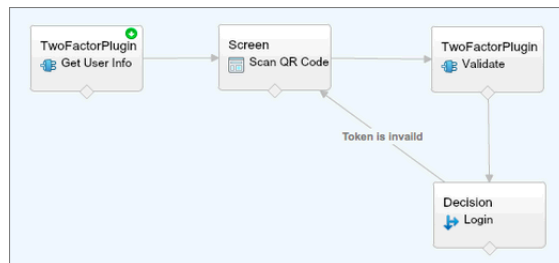 TwoFactorPlugin
Get User Info
Screen
Scan QR Code
TwoFactorPlugin
Validate
Token is invaild
Decision
Login